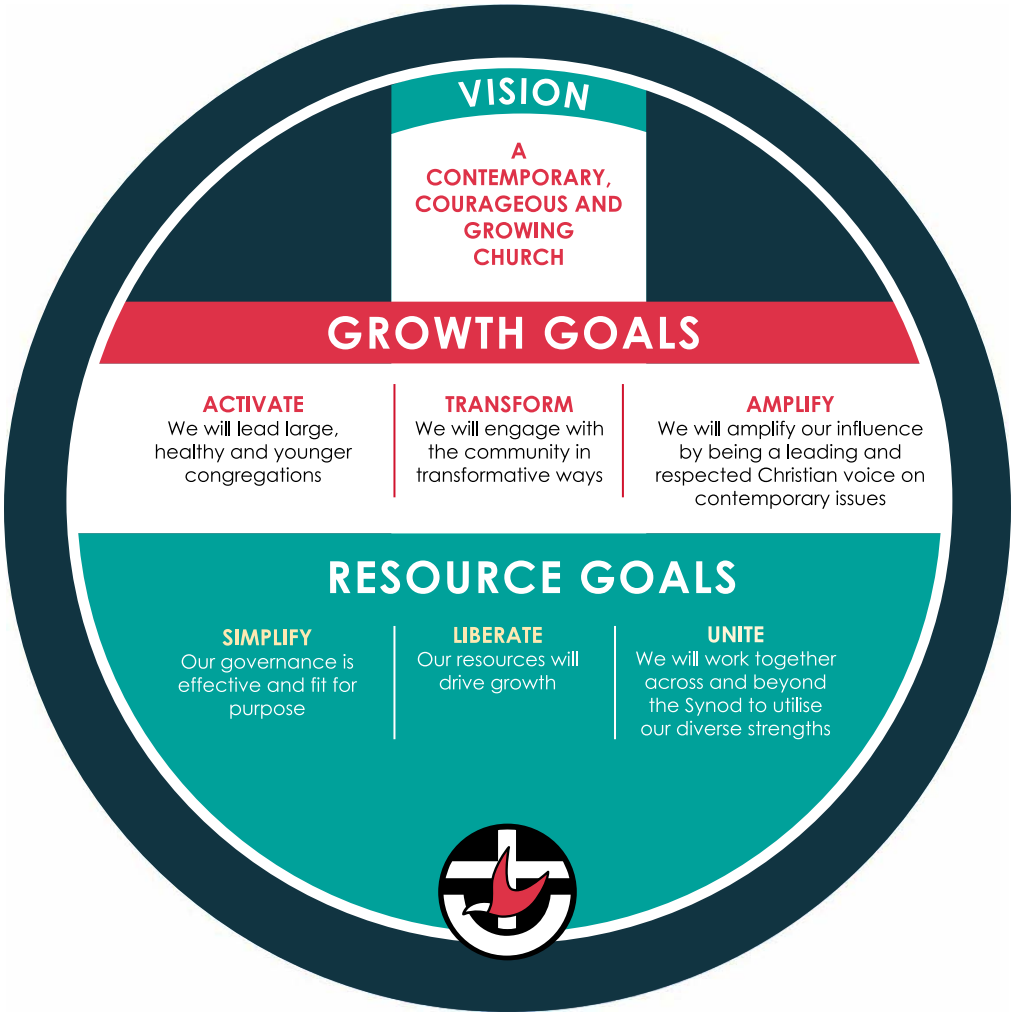 VISION
A
CONTEMPORARY,
COURAGEOUS AND
GROWING
CHURCH
GROWTH GOALS
ACTIVATE
We will lead large,
healthy and younger
congregations
TRANSFORM
We will engage with
the community in
transformative ways
AMPLIFY
We will amplify our influence
by being a leading and
respected Christian voice on
contemporary issues
RESOURCE GOALS
SIMPLIFY
Our governance is
effective and fit for
purpose
LIBERATE
Our resources will
drive growth
UNITE
We will work together
across and beyond
the Synod to utilise
our diverse strengths